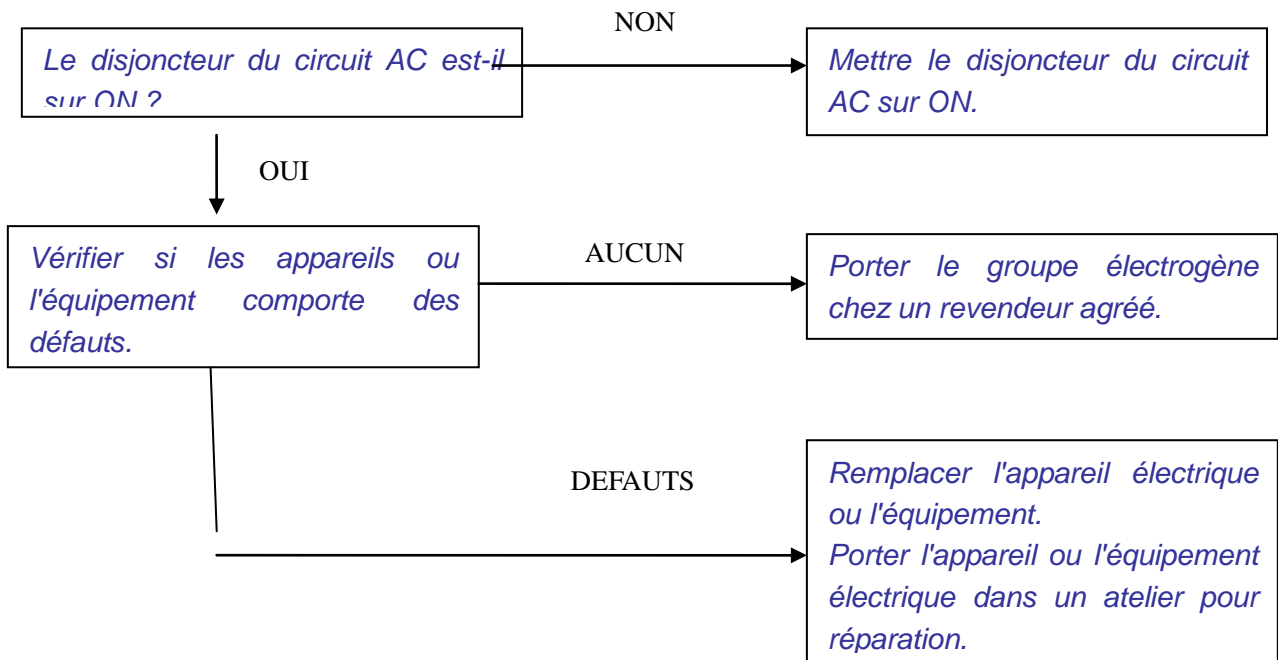 NON
Le disjoncteur du circuit AC est-il
sur ON ?
Mettre le disjoncteur du circuit
AC sur ON.
OUI
Vérifier si les appareils ou
l'équipement comporte des
défauts.
AUCUN
Porter le groupe électrogène
chez un revendeur agréé.
DEFAUTS
Remplacer l'appareil électrique
ou l'équipement.
Porter l'appareil ou l'équipement
électrique dans un atelier pour
réparation.